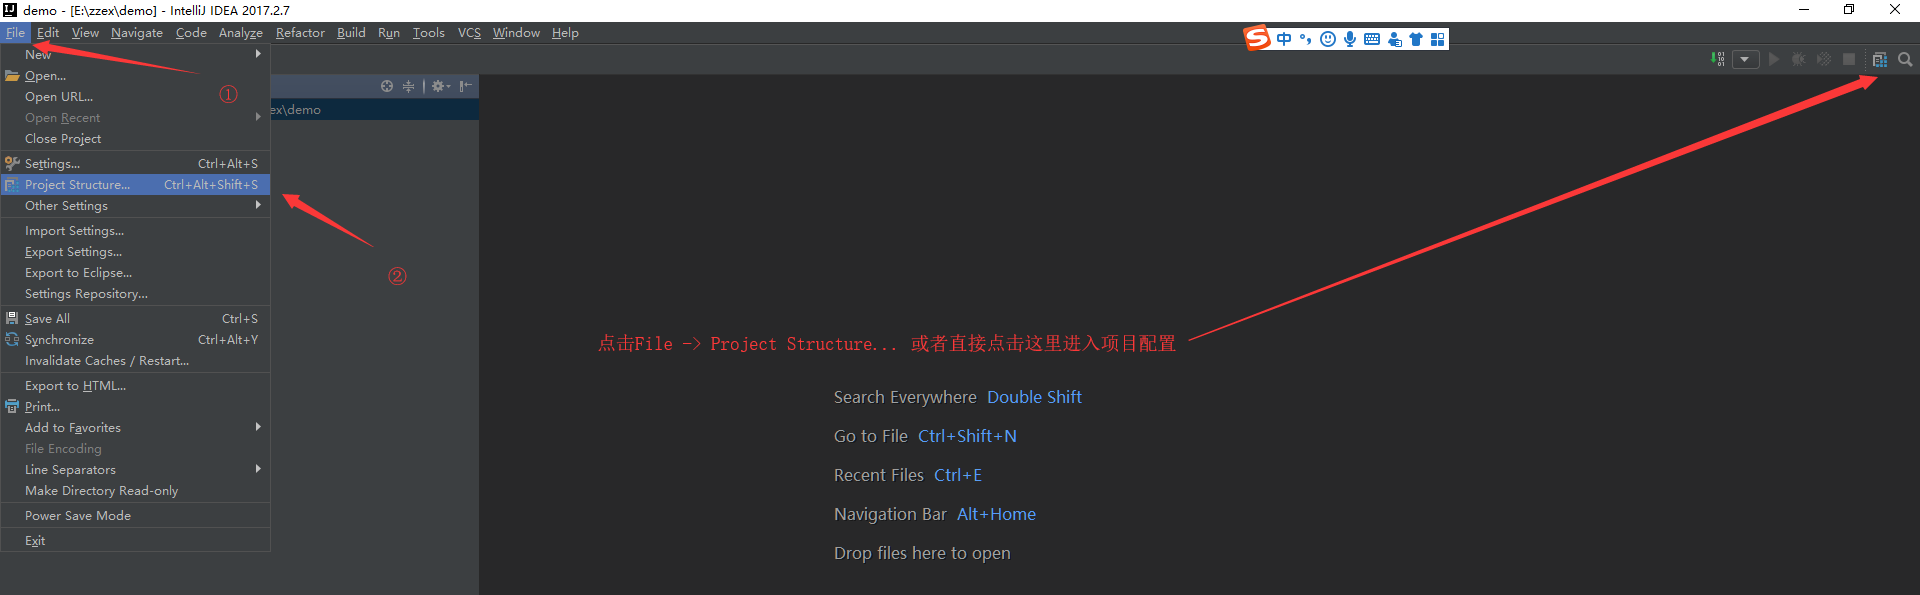 demo - [E:\zzex\demo] - IntelliJ IDEA 2017.2.7
File Edit View Navigate Code Analyze Refactor Build Run Tools VCS Window Help
中
New
Open...
①
Open URL...
ex\demo
Open Recent
Close Project
Settings... Ctrl+Alt+S
Project Structure... Ctrl+Alt+Shift+S
Other Settings
Import Settings...
Export Settings...
Export to Eclipse...
②
Settings Repository...
Save All Ctrl+S
Synchronize Ctrl+Alt+Y
Invalidate Caches / Restart...
Export to HTML...
Print...
Add to Favorites
File Encoding
Line Separators
Make Directory Read-only
Power Save Mode
Exit
点击File -> Project Structure... 或者直接点击这里进入项目配置
Search Everywhere Double Shift
Go to File Ctrl+Shift+N
Recent Files Ctrl+E
Navigation Bar Alt+Home
Drop files here to open